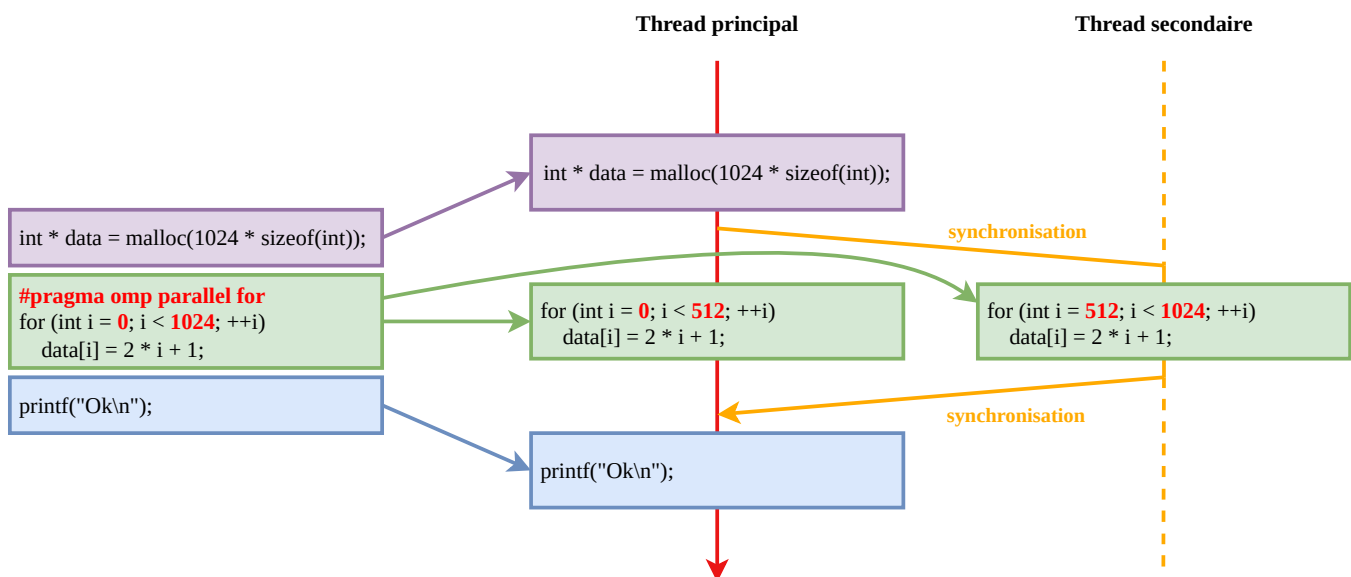 Thread principal
Thread secondaire
int * data = malloc(1024 * sizeof(int));
int * data = malloc(1024 * sizeof(int));
synchronisation
#pragma omp parallel for
for (int i = 0; i < 1024; ++i)
data[i] = 2 * i + 1;
for (int i = 0; i < 512; ++i)
data[i] = 2 * i + 1;
for (int i = 512; i < 1024; ++i)
data[i] = 2 * i + 1;
printf("Ok\n");
synchronisation
printf("Ok\n");